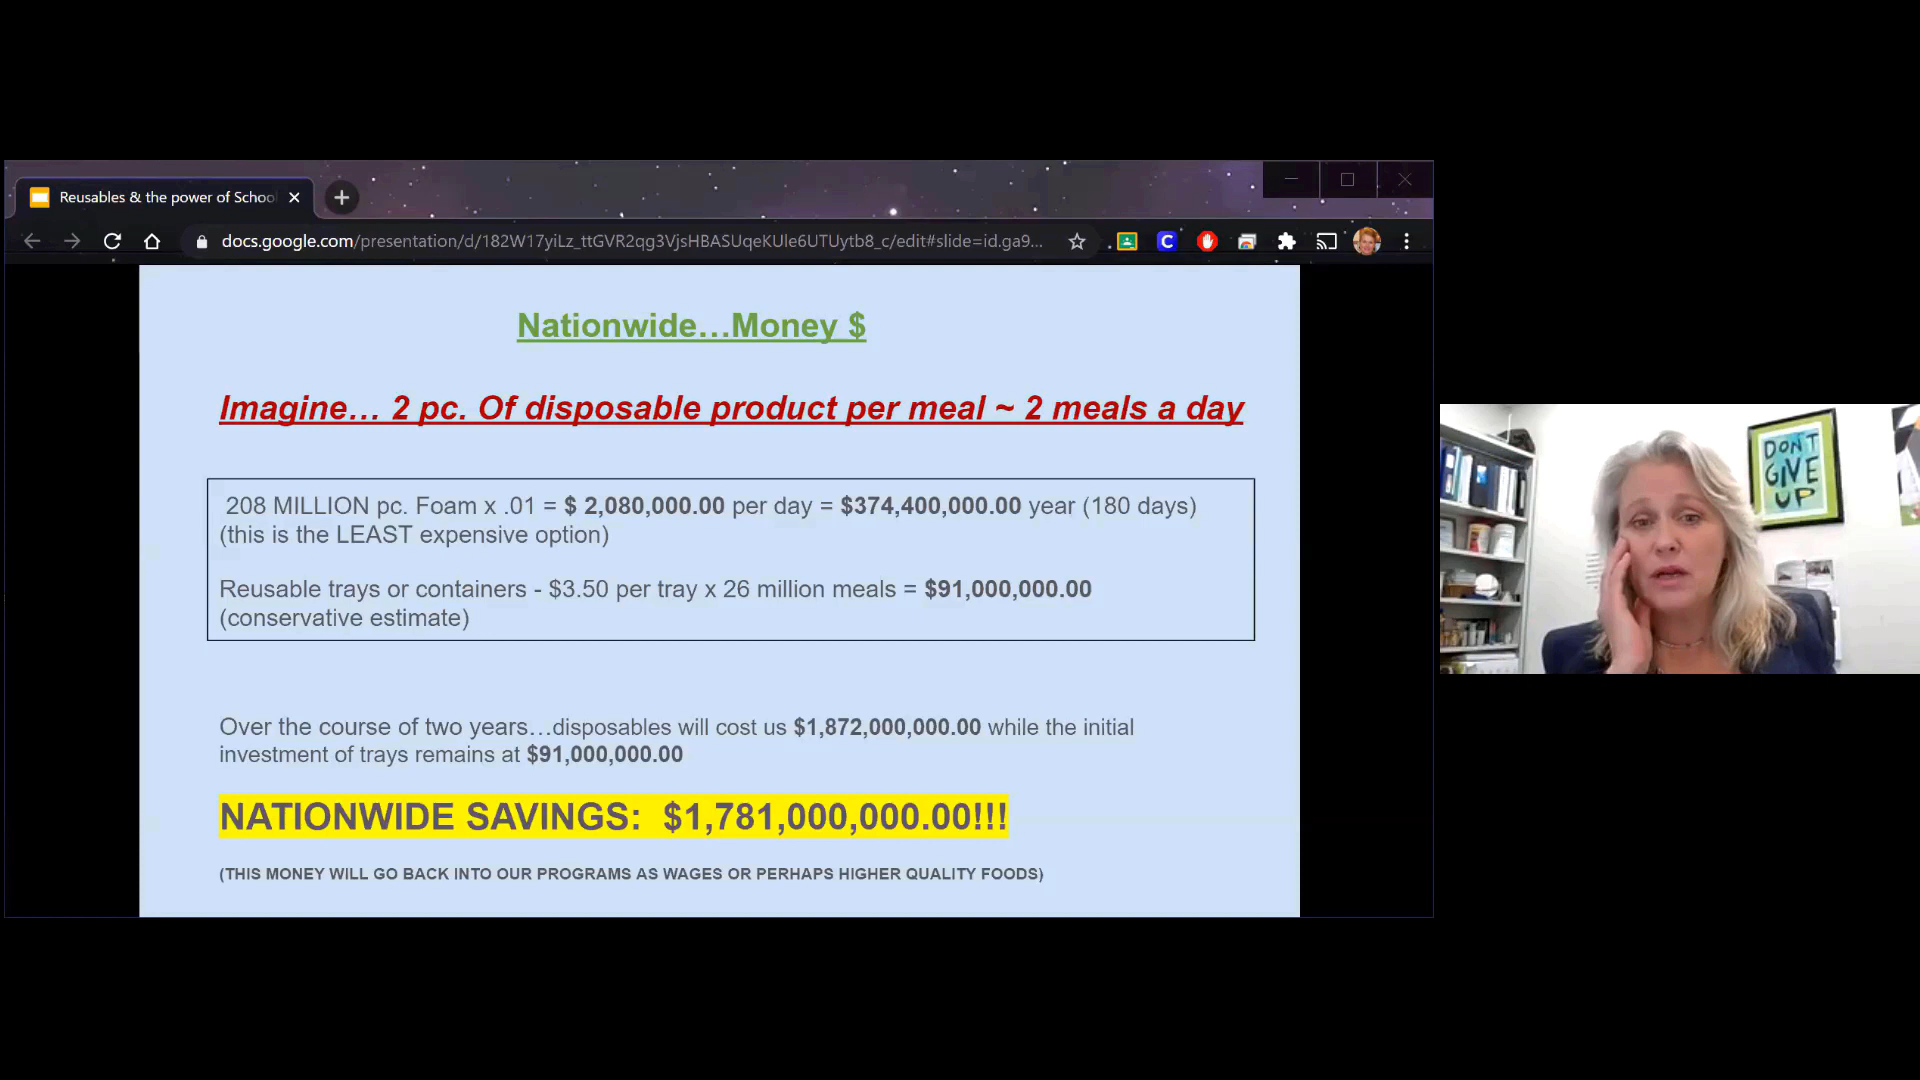 Reusables & the power of Schoo
docs.google.com/presentation/d/182W17yiLz_ttGVR2qg3VjsHBASUqeKUle6UTUytb8_c/edit#slide=id.ga9...
Nationwide…Money $
Imagine… 2 pc. Of disposable product per meal ~ 2 meals a day
208 MILLION pc. Foam x .01 = $ 2,080,000.00 per day = $374,400,000.00 year (180 days)
(this is the LEAST expensive option)
Reusable trays or containers - $3.50 per tray x 26 million meals = $91,000,000.00
(conservative estimate)
Over the course of two years…disposables will cost us $1,872,000,000.00 while the initial
investment of trays remains at $91,000,000.00
NATIONWIDE SAVINGS: $1,781,000,000.00!!!
(THIS MONEY WILL GO BACK INTO OUR PROGRAMS AS WAGES OR PERHAPS HIGHER QUALITY FOODS)
DON'T
GIVE
UP